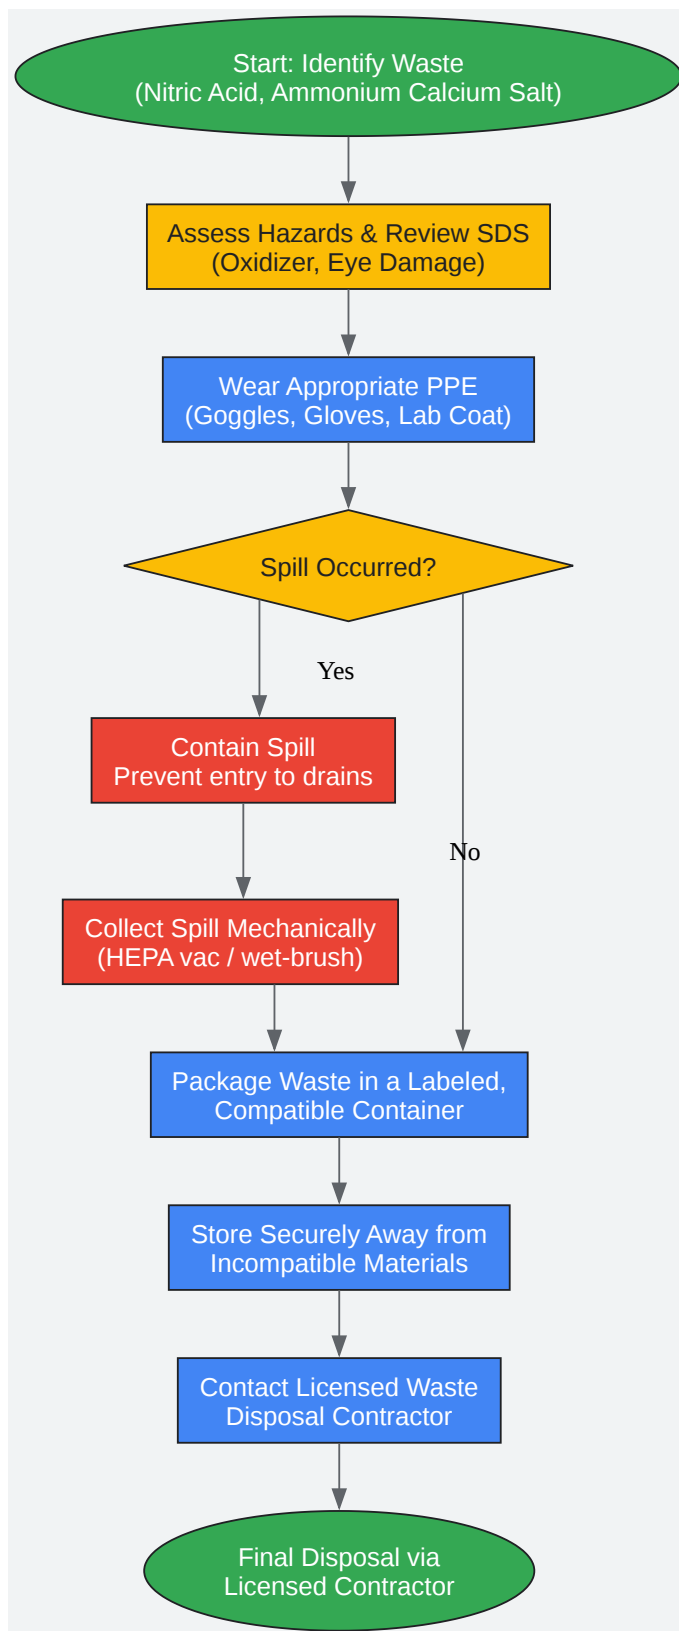 Start: Identify Waste
(Nitric Acid, Ammonium Calcium Salt)
Assess Hazards & Review SDS
(Oxidizer, Eye Damage)
Wear Appropriate PPE
(Goggles, Gloves, Lab Coat)
Spill Occurred?
Yes
Contain Spill
Prevent entry to drains
No
Collect Spill Mechanically
(HEPA vac / wet-brush)
Package Waste in a Labeled,
Compatible Container
Store Securely Away from
Incompatible Materials
Contact Licensed Waste
Disposal Contractor
Final Disposal via
Licensed Contractor